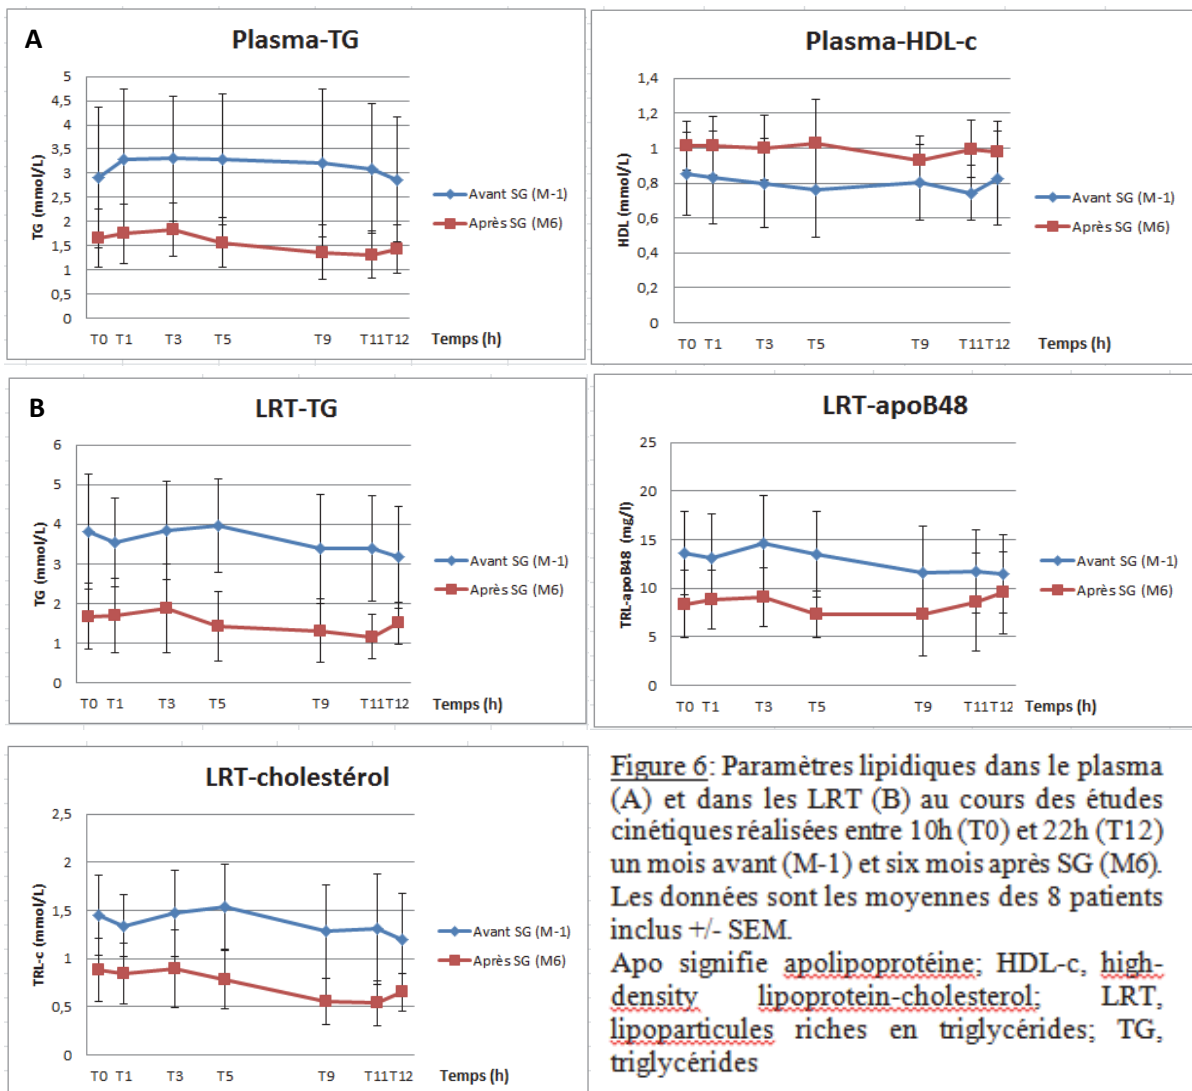 A
Plasma-TG
5
4,5
4
3,5
3
2,5
2
1,5
1
0,5
0
TG (mmol/L)
T0 T1 T3 T5 T9 T11 T12 Temps (h)
Avant SG (M-1)
Après SG (M6)
Plasma-HDL-c
1,4
1,2
1
0,8
0,6
0,4
0,2
0
HDL (mmol/L)
T0 T1 T3 T5 T9 T11 T12 Temps (h)
Avant SG (M-1)
Après SG (M6)
B
LRT-TG
6
5
4
3
2
1
0
TG (mmol/L)
T0 T1 T3 T5 T9 T11 T12 Temps (h)
Avant SG (M-1)
Après SG (M6)
LRT-apoB48
25
20
15
10
5
0
TRL-apoB48 (mg/l)
T0 T1 T3 T5 T9 T11 T12 Temps (h)
Avant SG (M-1)
Après SG (M6)
LRT-cholestérol
2,5
2
1,5
1
0,5
0
TRL-c (mmol/L)
T0 T1 T3 T5 T9 T11 T12 Temps (h)
Avant SG (M-1)
Après SG (M6)
Figure 6: Paramètres lipidiques dans le plasma
(A) et dans les LRT (B) au cours des études
cinétiques réalisées entre 10h (T0) et 22h (T12)
un mois avant (M-1) et six mois après SG (M6).
Les données sont les moyennes des 8 patients
inclus +/- SEM.
Apo signifie apolipoprotéine; HDL-c, high-
density lipoprotein-cholesterol; LRT,
lipoparticules riches en triglycérides; TG,
triglycérides